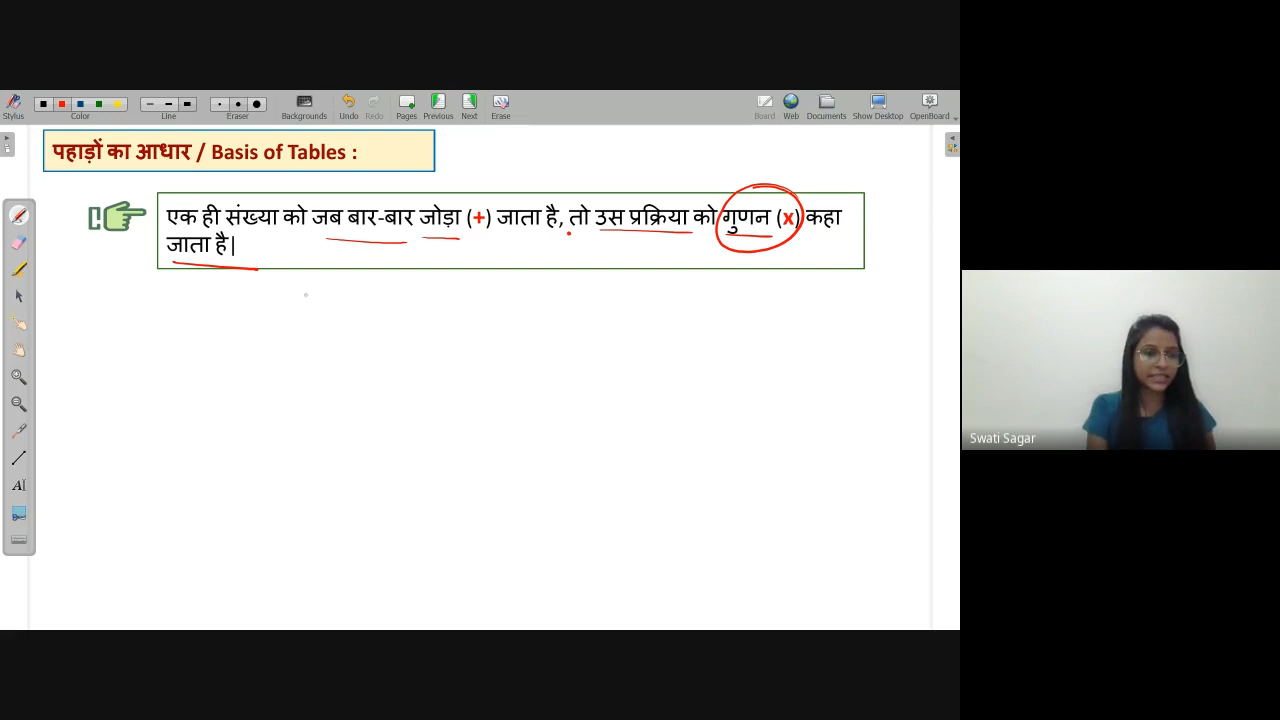 Stylus
Color
Line
Eraser
Backgrounds
Undo
Redo
Pages
Previous
Next
Erase
Board
Web
Documents
Show Desktop
OpenBoard
पहाड़ों का आधार / Basis of Tables :
एक ही संख्या को जब बार-बार जोड़ा (+) जाता है, तो उस प्रक्रिया को गुणन (x) कहा
जाता है|
AI
Swati Sagar